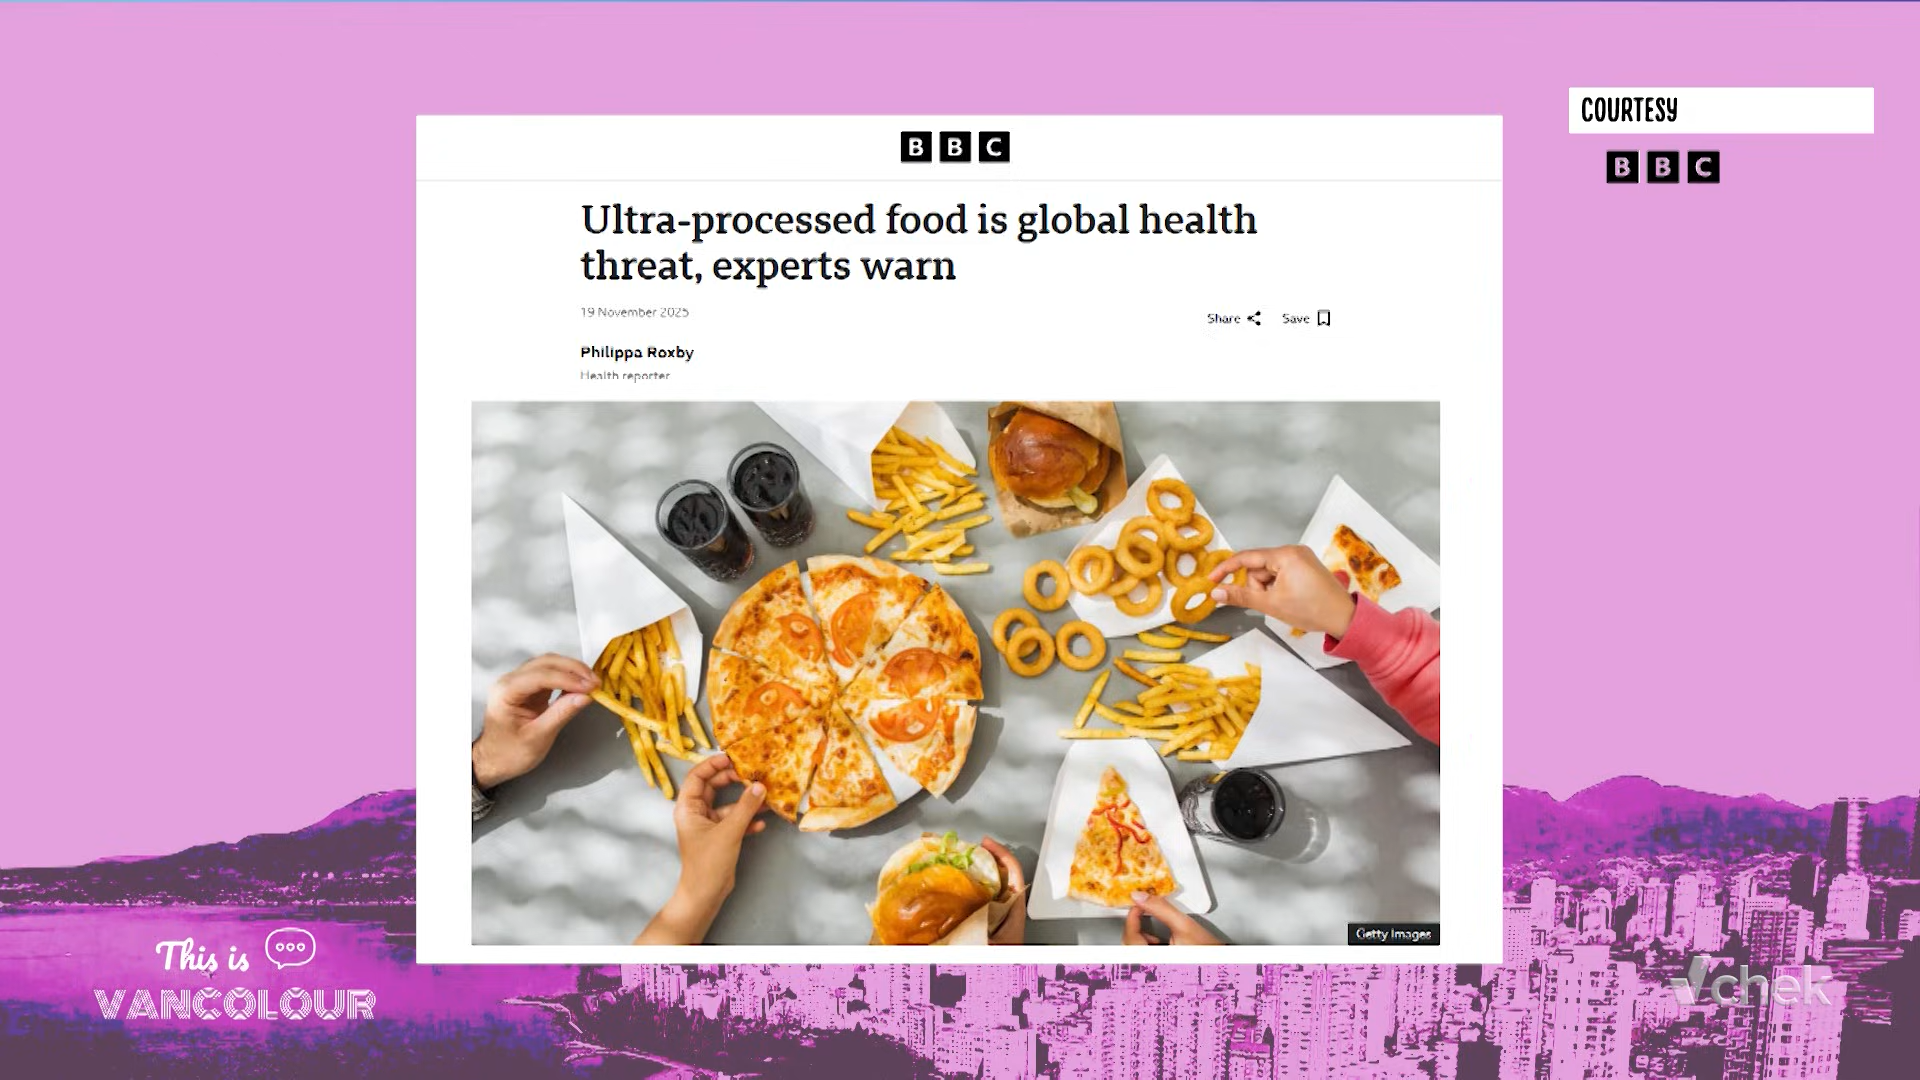 COURTESY
BBC
BBC
Ultra-processed food is global health
threat, experts warn
19 November 2025
Share
Save
Philippa Roxby
Health reporter
Getty Images
This is
VANCOLOUR
chek